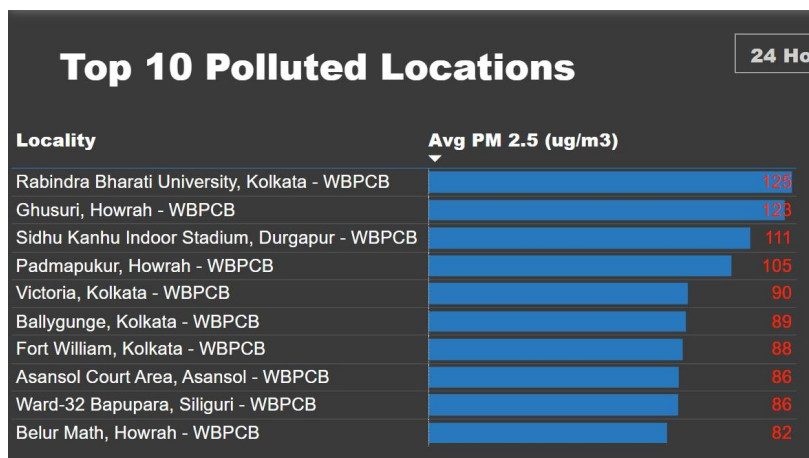 Top 10 Polluted Locations
24 Ho
Locality Avg PM 2.5 (ug/m3)
Rabindra Bharati University, Kolkata - WBPCB 125
Ghusuri, Howrah - WBPCB 123
Sidhu Kanhu Indoor Stadium, Durgapur - WBPCB 111
Padmapukur, Howrah - WBPCB 105
Victoria, Kolkata - WBPCB 90
Ballygunge, Kolkata - WBPCB 89
Fort William, Kolkata - WBPCB 88
Asansol Court Area, Asansol - WBPCB 86
Ward-32 Bapupara, Siliguri - WBPCB 86
Belur Math, Howrah - WBPCB 82